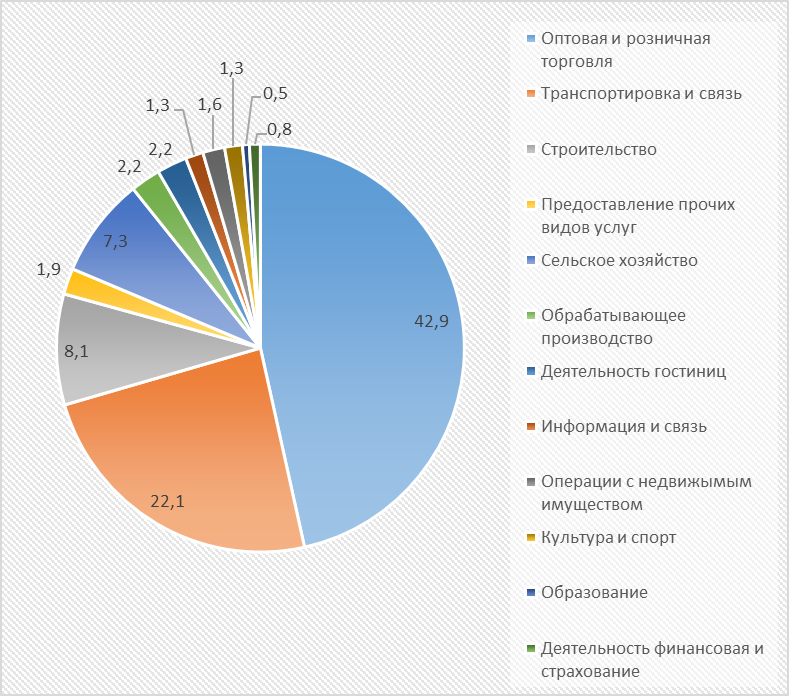 1,3
0,5
1,3
1,6
0,8
2,2
2,2
7,3
1,9
42,9
8,1
22,1
Оптовая и розничная
торговля
Транспортировка и связь
Строительство
Предоставление прочих
видов услуг
Сельское хозяйство
Обрабатывающее
производство
Деятельность гостиниц
Информация и связь
Операции с недвижимым
имуществом
Культура и спорт
Образование
Деятельность финансовая и
страхование